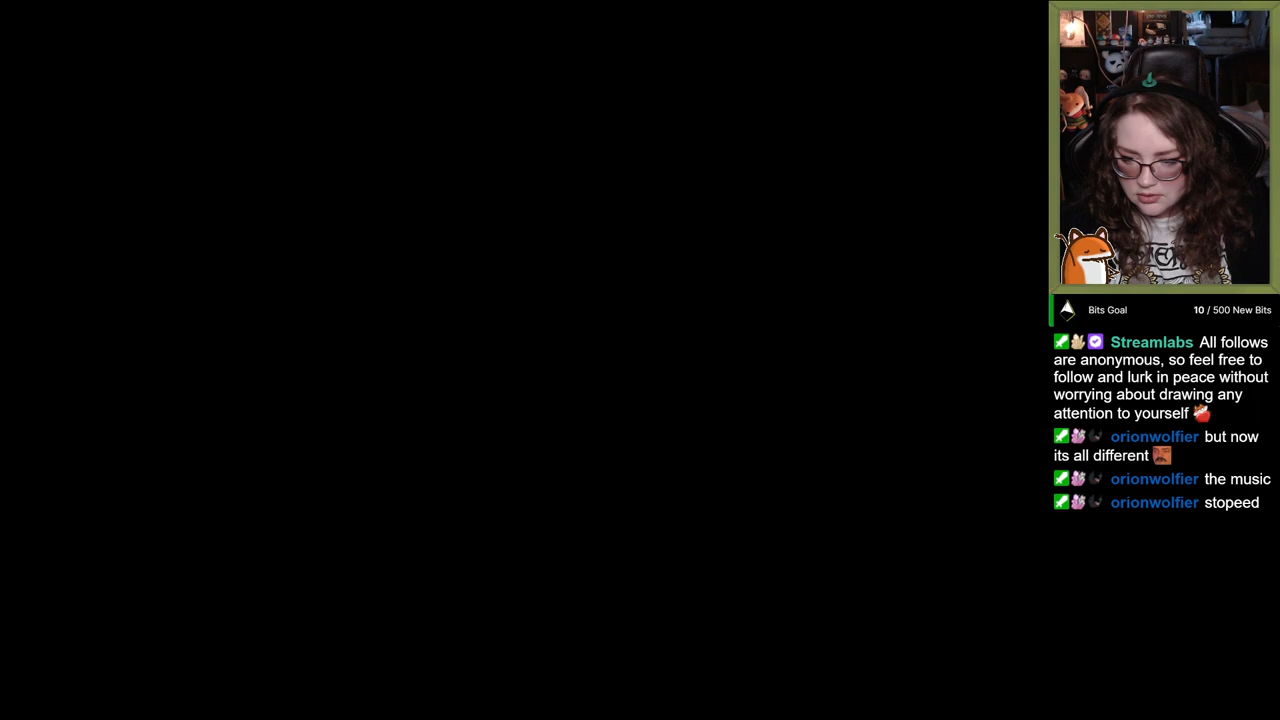 Bits Goal 10 / 500 New Bits
Streamlabs All follows
are anonymous, so feel free to
follow and lurk in peace without
worrying about drawing any
attention to yourself
orionwolfier but now
its all different
orionwolfier the music
orionwolfier stopeed